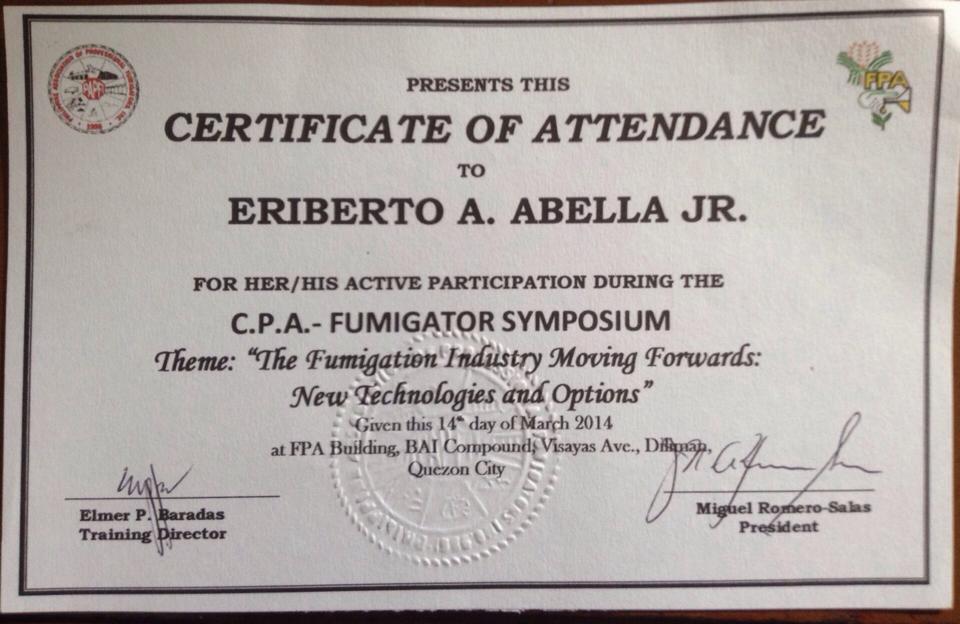 PRESENTS THIS
CERTIFICATE OF ATTENDANCE
TO
ERIBERTO A. ABELLA JR.
FOR HER/HIS ACTIVE PARTICIPATION DURING THE
C.P.A.- FUMIGATOR SYMPOSIUM
Theme: "The Fumigation Industry Moving Forwards:
New Technologies and Options"
Given this 14th day of March 2014
at FPA Building, BAI Compound, Visayas Ave., Diliman,
Quezon City
Elmer P. Baradas
Training Director
Miguel Romero-Salas
President
PAPF
1998
FPA